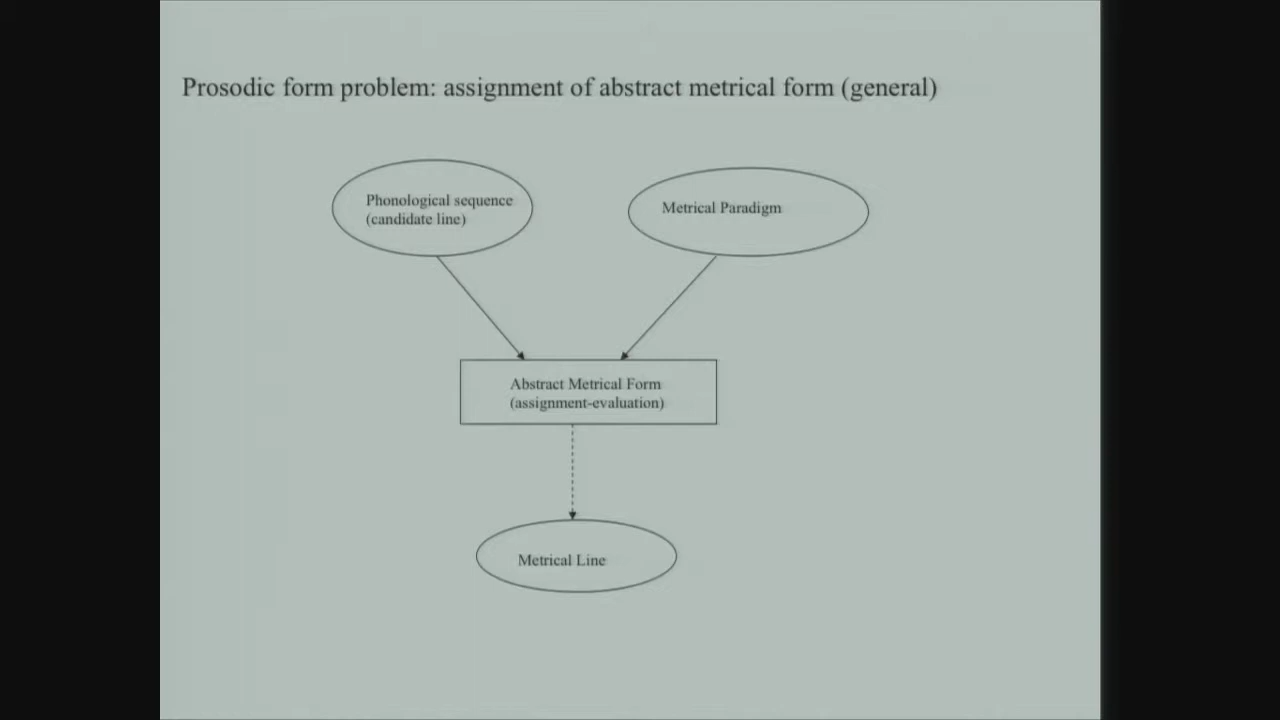 Prosodic form problem: assignment of abstract metrical form (general)
Phonological sequence
(candidate line)
Metrical Paradigm
Abstract Metrical Form
(assignment-evaluation)
Metrical Line